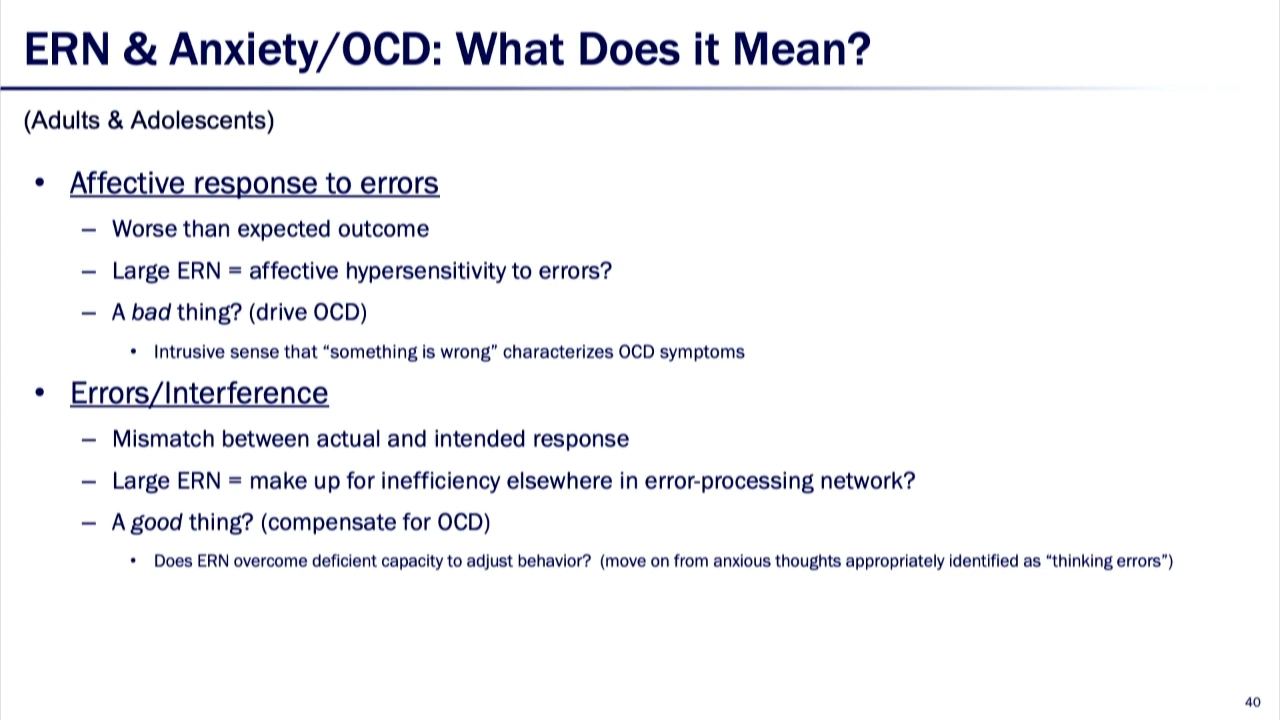 ERN & Anxiety/OCD: What Does it Mean?
(Adults & Adolescents)
• Affective response to errors
– Worse than expected outcome
– Large ERN = affective hypersensitivity to errors?
– A bad thing? (drive OCD)
• Intrusive sense that “something is wrong” characterizes OCD symptoms
• Errors/Interference
– Mismatch between actual and intended response
– Large ERN = make up for inefficiency elsewhere in error-processing network?
– A good thing? (compensate for OCD)
• Does ERN overcome deficient capacity to adjust behavior? (move on from anxious thoughts appropriately identified as “thinking errors”)
40